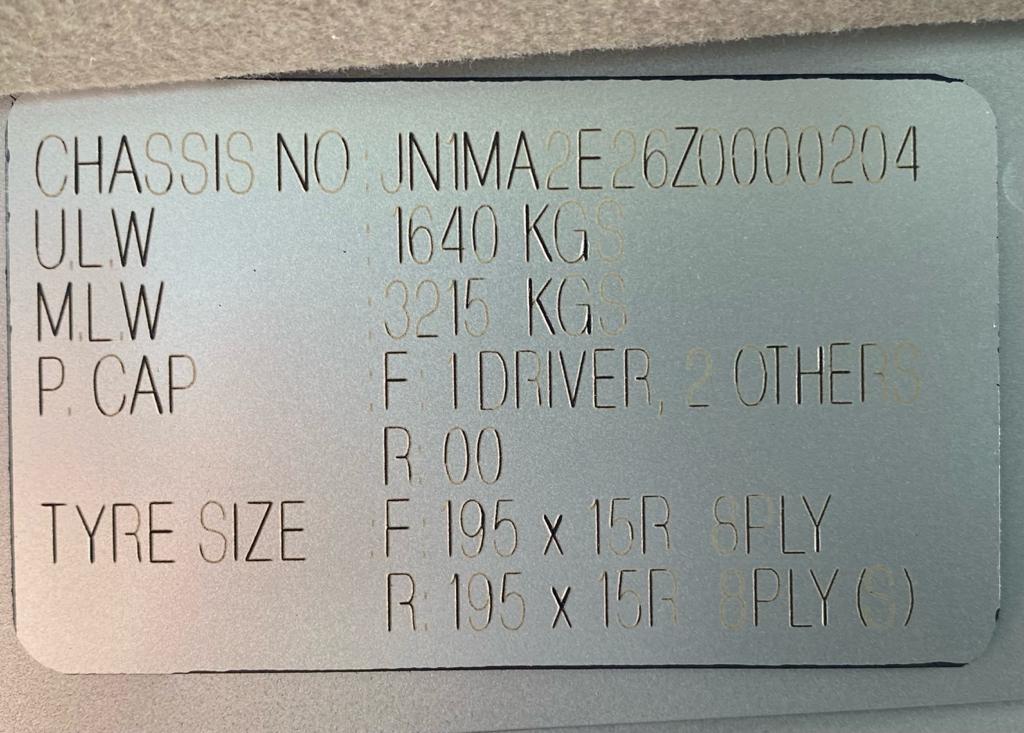 CHASSIS NO : JN1MA2E26Z0000204
U.L.W : 1640 KGS
M.L.W : 3215 KGS
P. CAP : F: 1 DRIVER, 2 OTHERS
R: 00
TYRE SIZE : F: 195 x 15R 8PLY
R: 195 x 15R 8PLY (S)